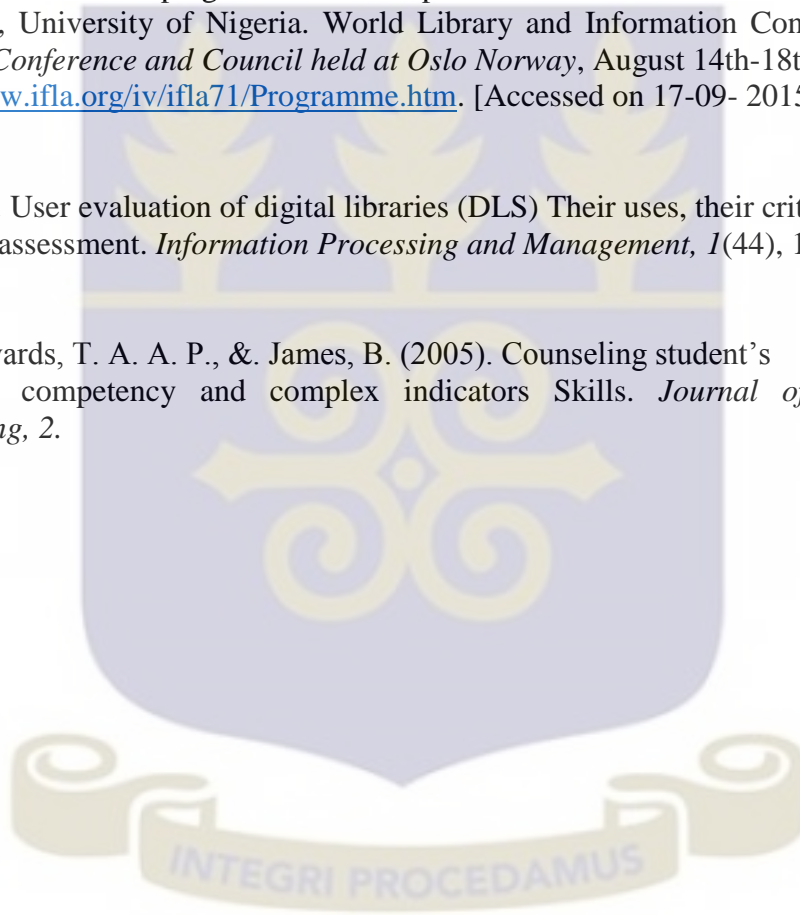 , University of Nigeria. World Library and Information Con
Conference and Council held at Oslo Norway, August 14th-18t
w.ifla.org/iv/ifla71/Programme.htm. [Accessed on 17-09- 2015
User evaluation of digital libraries (DLS) Their uses, their crit
assessment. Information Processing and Management, 1(44), 1
vards, T. A. A. P., &. James, B. (2005). Counseling student’s
competency and complex indicators Skills. Journal of
ng, 2.
INTEGRI PROCEDAMUS